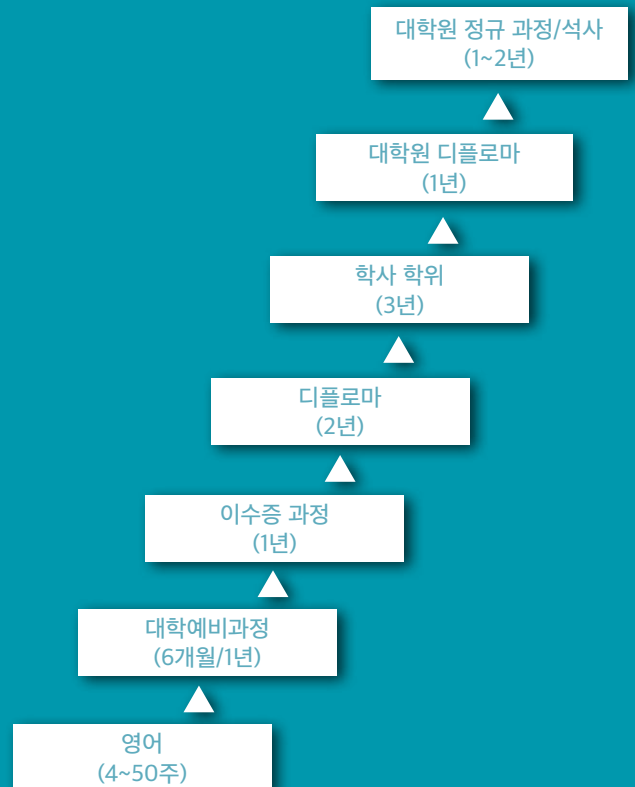 대학원 정규 과정/석사
(1~2년)
대학원 디플로마
(1년)
학사 학위
(3년)
디플로마
(2년)
이수증 과정
(1년)
대학예비과정
(6개월/1년)
영어
(4~50주)